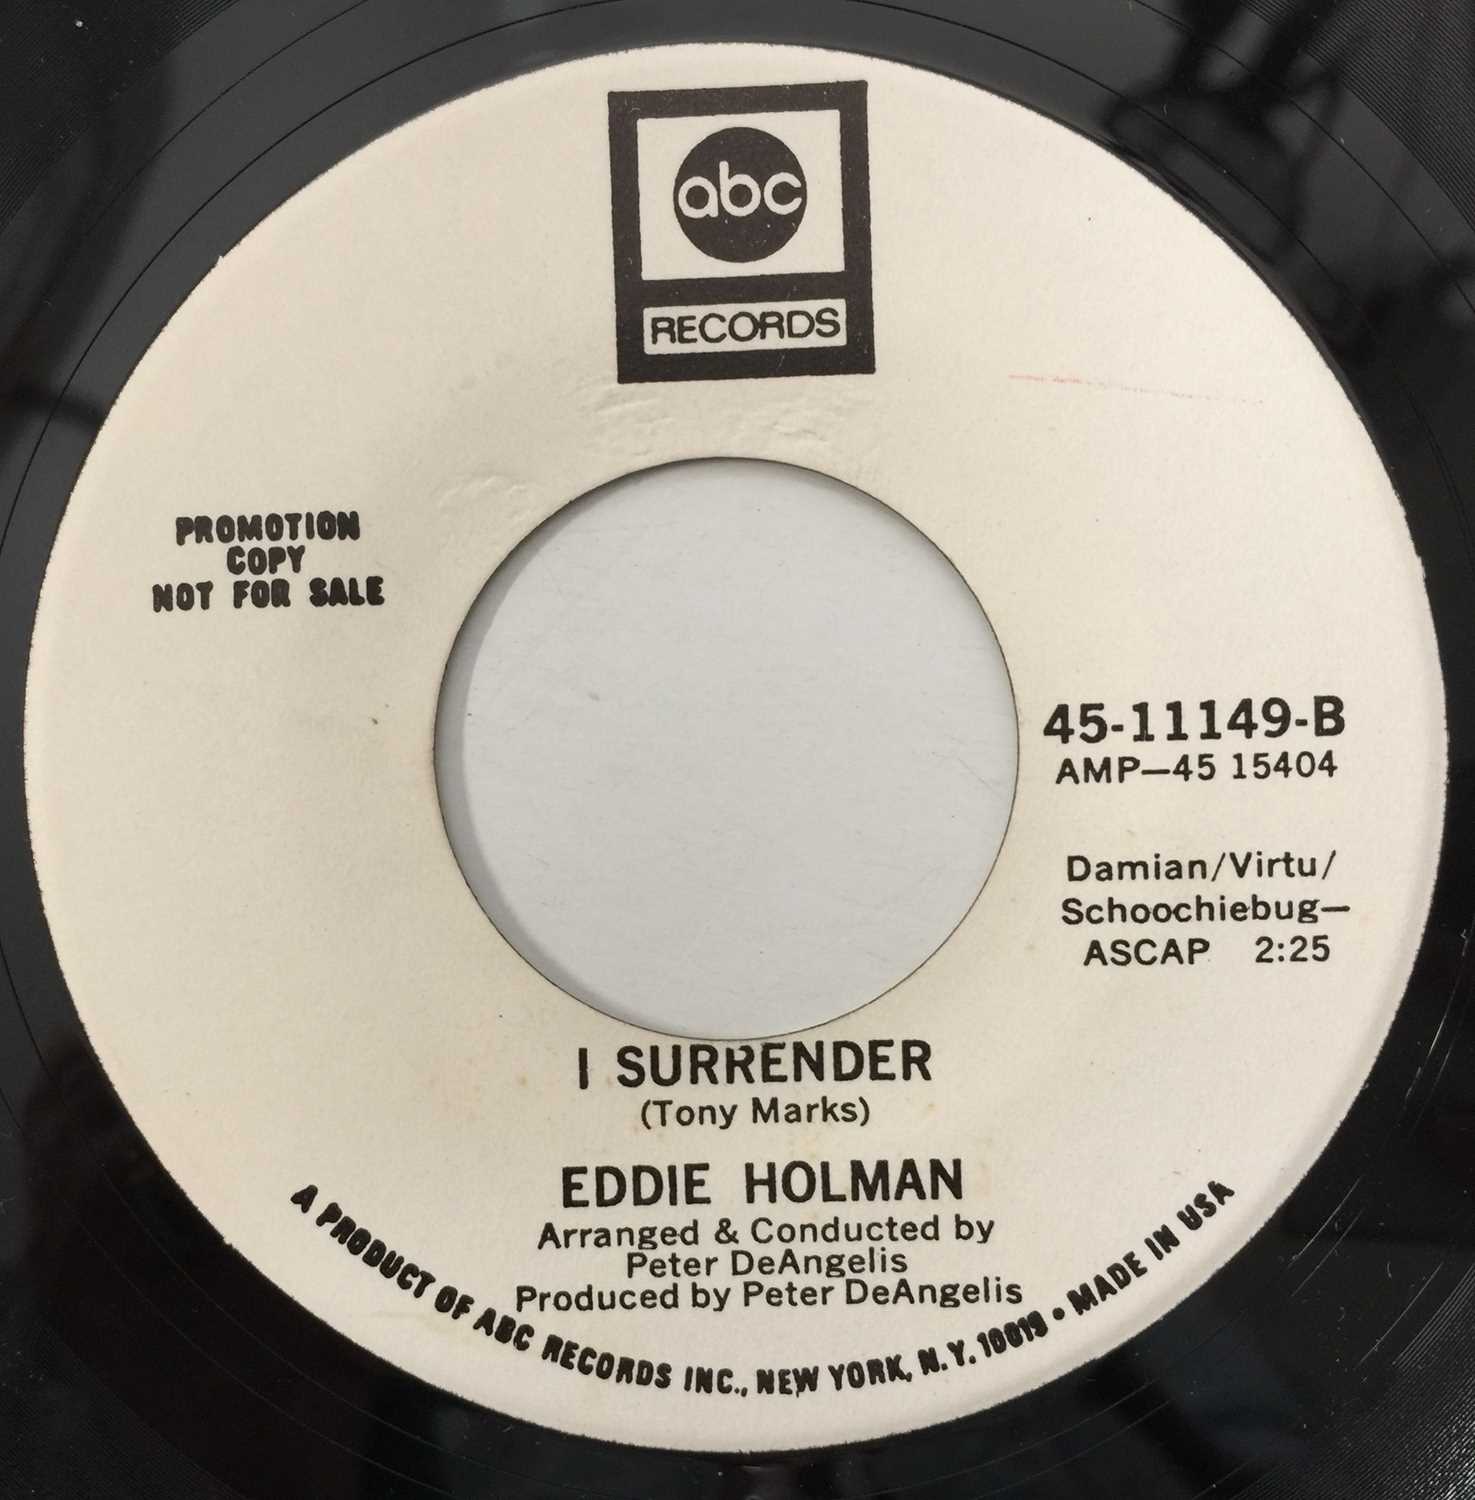 abc
RECORDS
PROMOTION
COPY
NOT FOR SALE
45-11149-B
AMP—45 15404
Damian/Virtu/
Schoochiebug—
ASCAP 2:25
I SURRENDER
(Tony Marks)
EDDIE HOLMAN
Arranged & Conducted by
Peter DeAngelis
Produced by Peter DeAngelis
A PRODUCT OF ABC RECORDS INC., NEW YORK, N.Y. 10019 • MADE IN USA